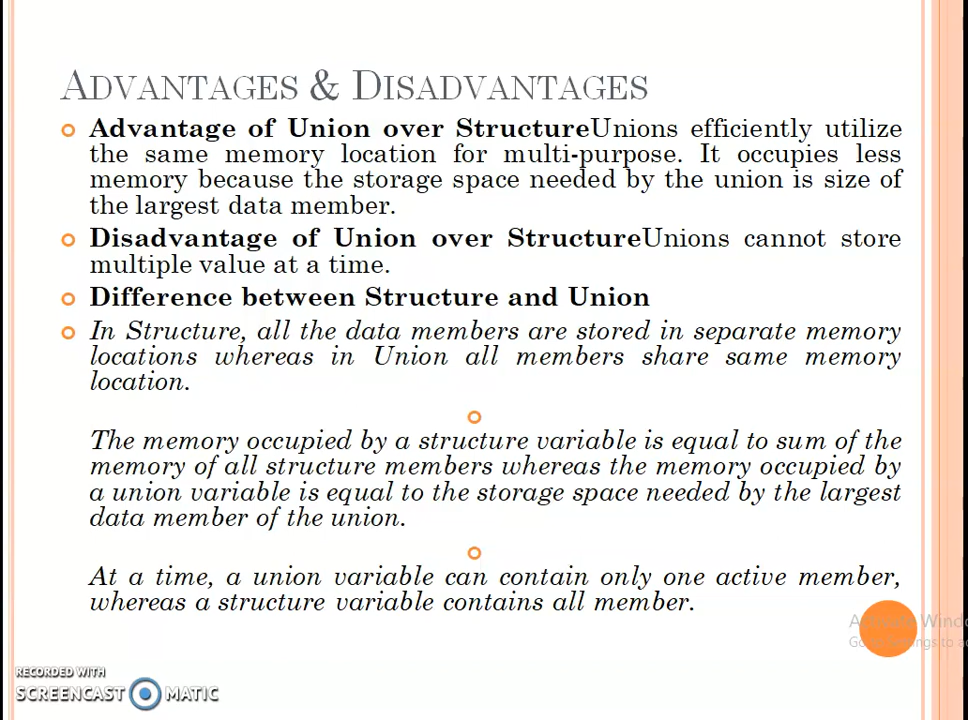 ADVANTAGES & DISADVANTAGES
Advantage of Union over StructureUnions efficiently utilize
the same memory location for multi-purpose. It occupies less
memory because the storage space needed by the union is size of
the largest data member.
Disadvantage of Union over StructureUnions cannot store
multiple value at a time.
Difference between Structure and Union
In Structure, all the data members are stored in separate memory
locations whereas in Union all members share same memory
location.
The memory occupied by a structure variable is equal to sum of the
memory of all structure members whereas the memory occupied by
a union variable is equal to the storage space needed by the largest
data member of the union.
At a time, a union variable can contain only one active member,
whereas a structure variable contains all member.
RECORDED WITH
SCREENCAST MATIC